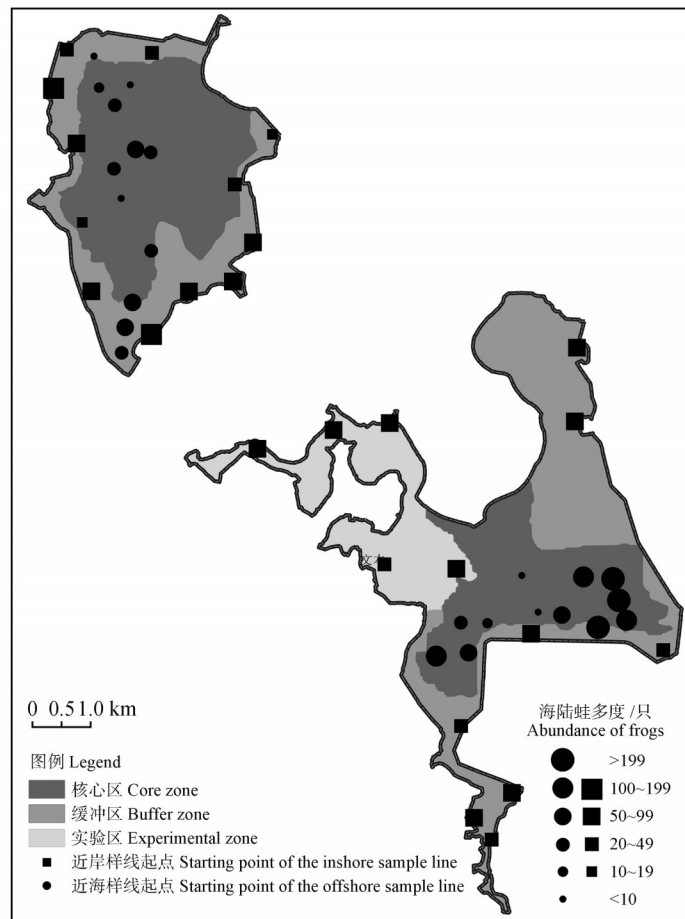 0 0.51.0 km
图例 Legend
核心区 Core zone
缓冲区 Buffer zone
实验区 Experimental zone
近岸样线起点 Starting point of the inshore sample line
近海样线起点 Starting point of the offshore sample line
海陆蛙多度 /只
Abundance of frogs
>199
100~199
50~99
20~49
10~19
<10